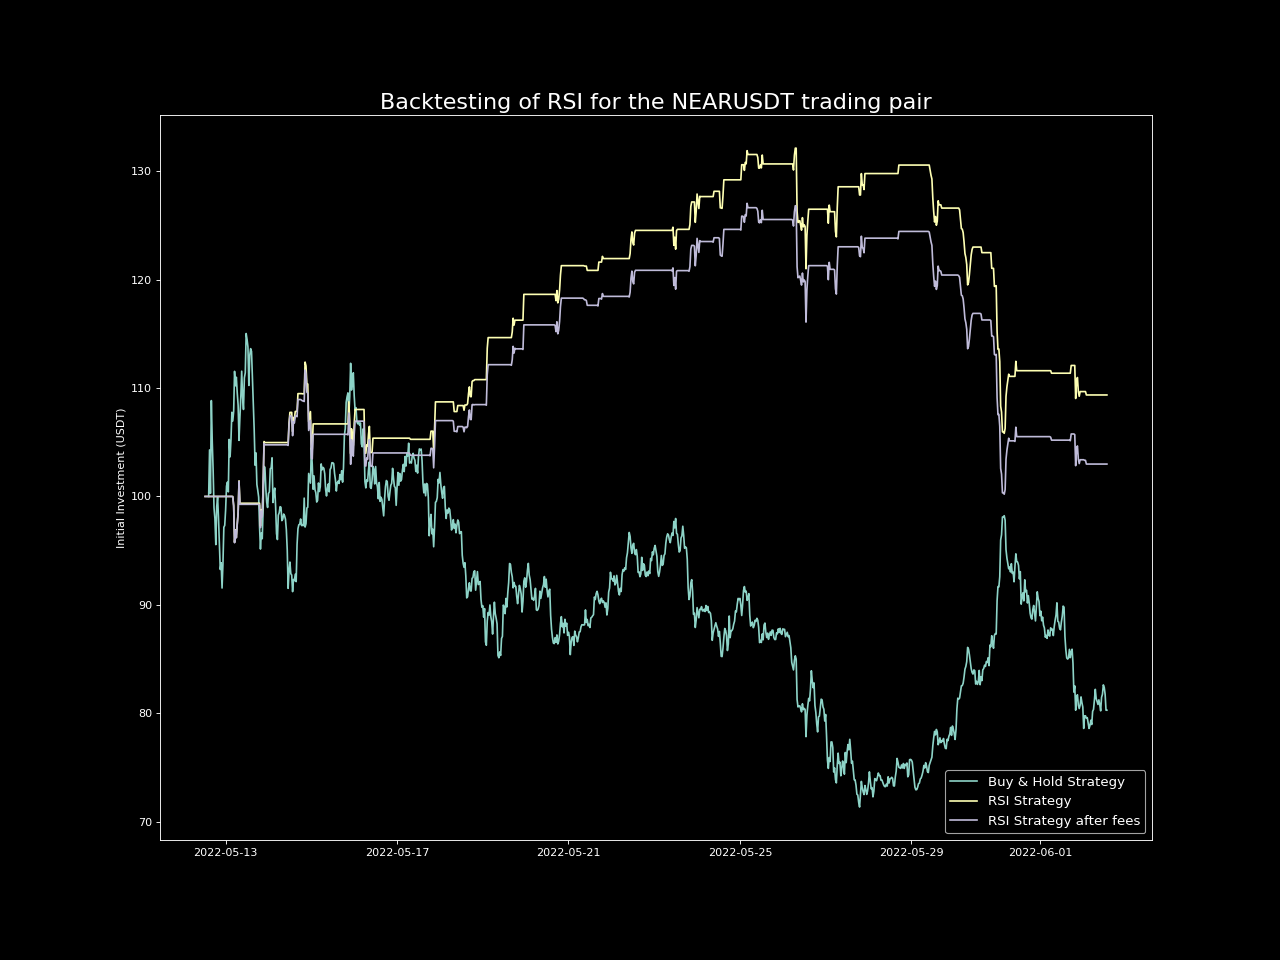 Backtesting of RSI for the NEARUSDT trading pair
Initial Investment (USDT)
130
120
110
100
90
80
70
2022-05-13
2022-05-17
2022-05-21
2022-05-25
2022-05-29
2022-06-01
Buy & Hold Strategy
RSI Strategy
RSI Strategy after fees